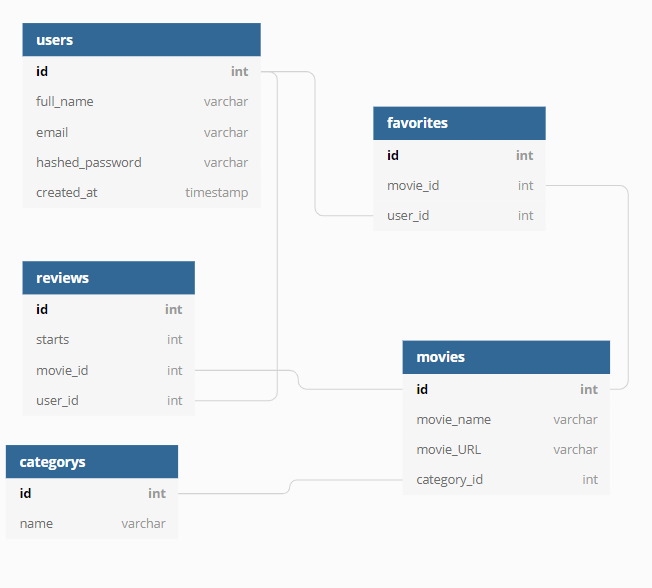 users
id int
full_name varchar
email varchar
hashed_password varchar
created_at timestamp
favorites
id int
movie_id int
user_id int
reviews
id int
starts int
movie_id int
user_id int
movies
id int
movie_name varchar
movie_URL varchar
category_id int
categorys
id int
name varchar